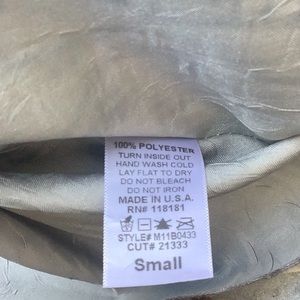 100% POLYESTER
TURN INSIDE OUT
HAND WASH COLD
LAY FLAT TO DRY
DO NOT BLEACH
DO NOT IRON
MADE IN U.S.A.
RN# 118181
STYLE# M11B0433
CUT# 21333
Small